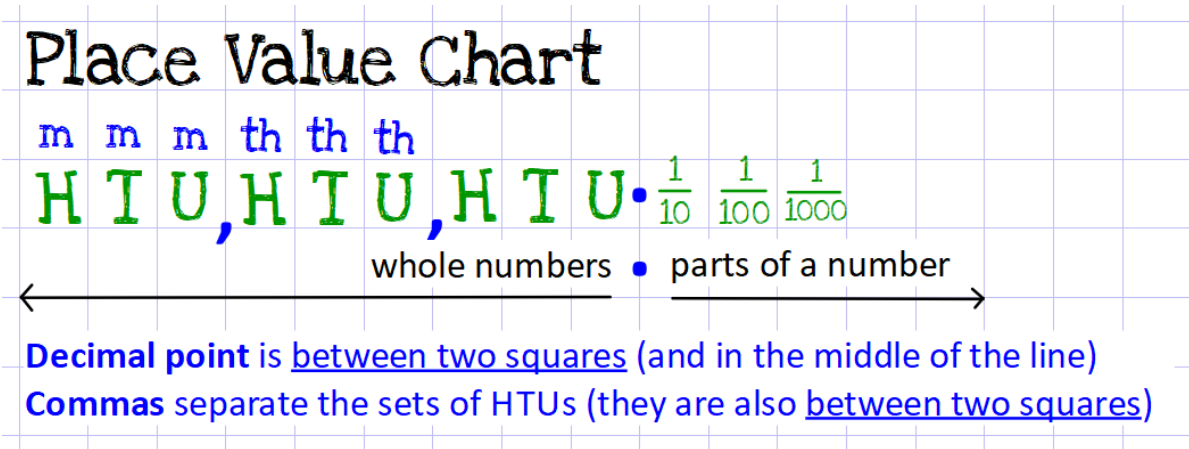 Place Value Chart
m m m th th th
H T U , H T U , H T U • 1/10 1/100 1/1000
whole numbers • parts of a number
Decimal point is between two squares (and in the middle of the line)
Commas separate the sets of HTUs (they are also between two squares)